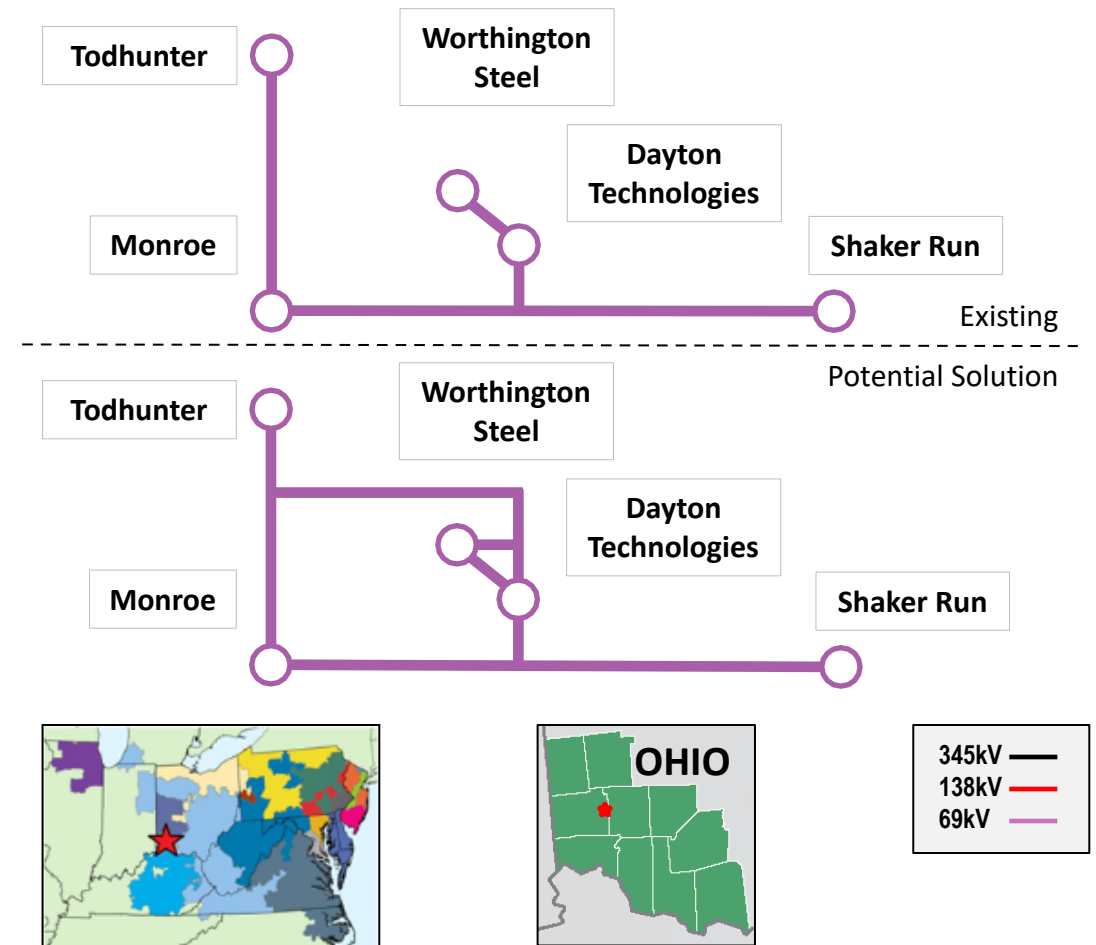 Todhunter
Worthington
Steel
Dayton
Technologies
Monroe
Shaker Run
Existing
Potential Solution
Todhunter
Worthington
Steel
Dayton
Technologies
Monroe
Shaker Run
OHIO
345kV
138kV
69kV